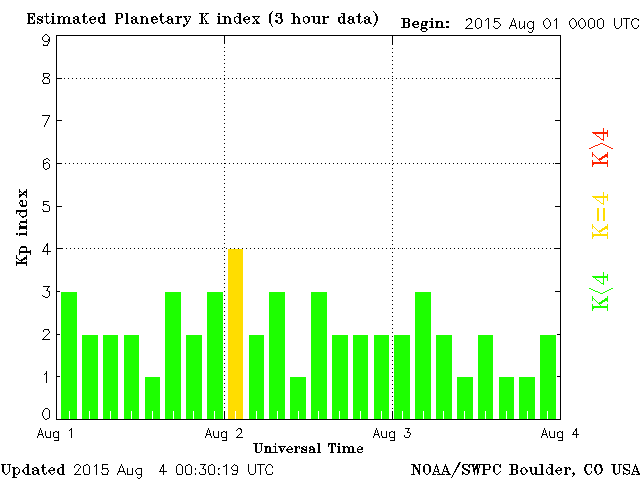 Estimated Planetary K index (3 hour data) Begin: 2015 Aug 01 0000 UTC
9
8
7
6
5
4
3
2
1
0
Kp index
K>4
K=4
K<4
Aug 1 Aug 2 Aug 3 Aug 4
Universal Time
Updated 2015 Aug 4 00:30:19 UTC NOAA/SWPC Boulder, CO USA